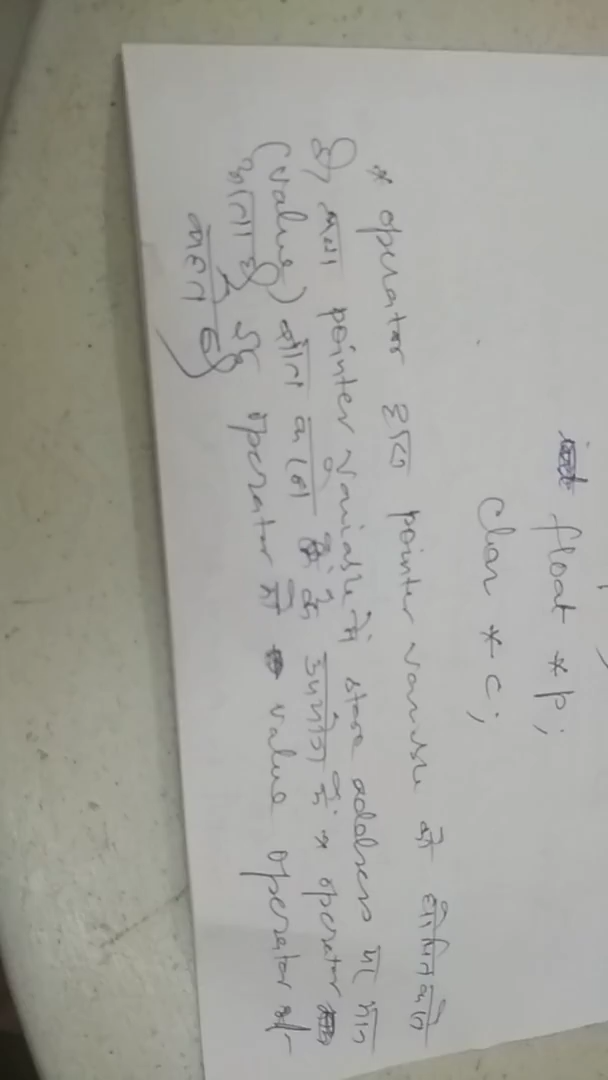 float *p;
char *c;
* operator द्वारा pointer variable को घोषित करते
है, तथा pointer variable में store address पर मान
(value) प्राप्त करने के उपयोग में * operator
आता है इस operator को value operator भी
कहते है